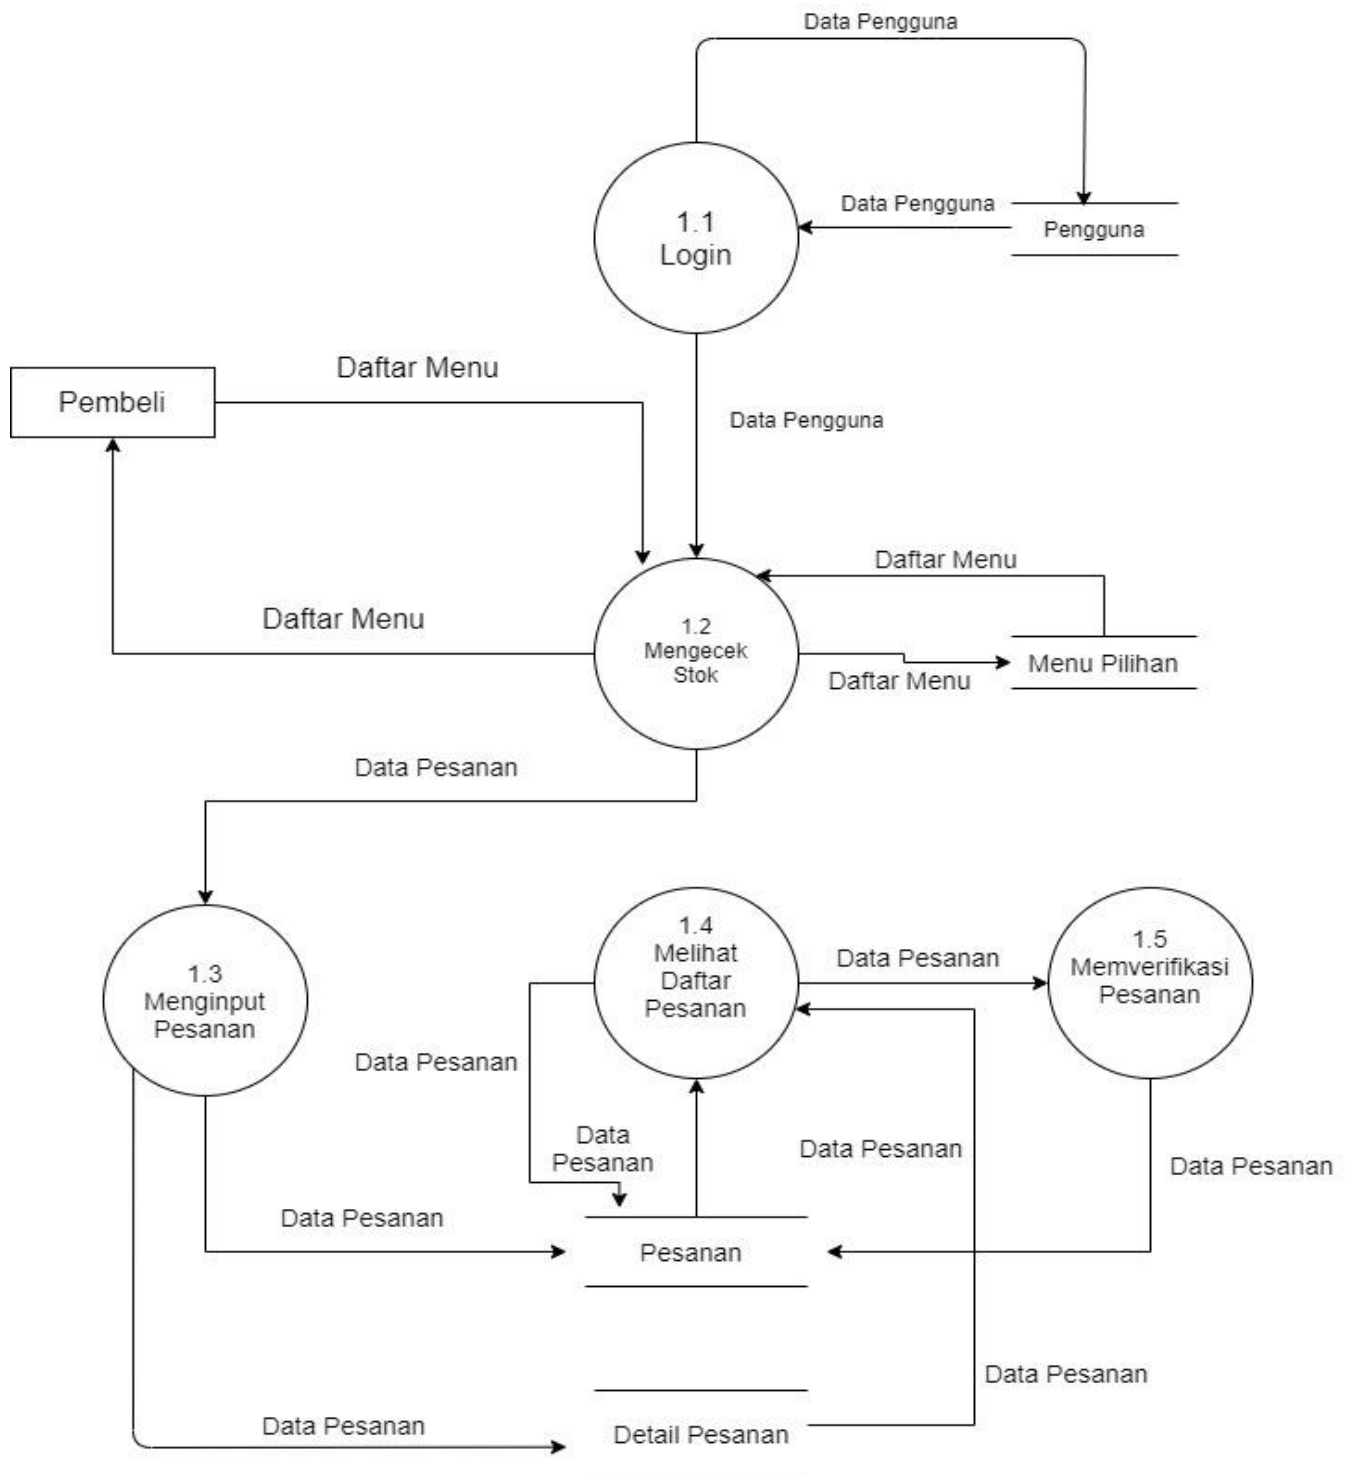 Data Pengguna
Data Pengguna
1.1
Login
Pengguna
Daftar Menu
Pembeli
Data Pengguna
Daftar Menu
Daftar Menu
1.2
Mengecek
Stok
Menu Pilihan
Daftar Menu
Data Pesanan
1.4
Melihat
Daftar
Pesanan
1.5
Memverifikasi
Pesanan
Data Pesanan
1.3
Menginput
Pesanan
Data Pesanan
Data
Pesanan
Data Pesanan
Data Pesanan
Data Pesanan
Pesanan
Data Pesanan
Data Pesanan
Detail Pesanan